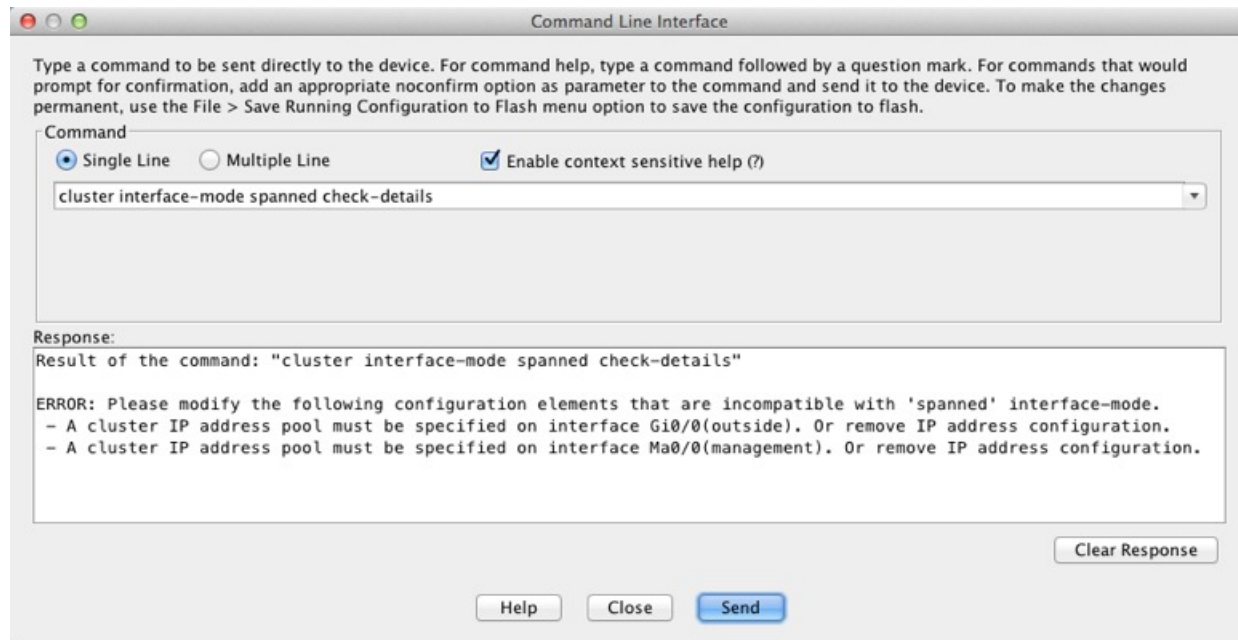 Command Line Interface
Type a command to be sent directly to the device. For command help, type a command followed by a question mark. For commands that would
prompt for confirmation, add an appropriate noconfirm option as parameter to the command and send it to the device. To make the changes
permanent, use the File > Save Running Configuration to Flash menu option to save the configuration to flash.
Command
Single Line Multiple Line Enable context sensitive help (?)
cluster interface-mode spanned check-details
Response:
Result of the command: "cluster interface-mode spanned check-details"
ERROR: Please modify the following configuration elements that are incompatible with 'spanned' interface-mode.
- A cluster IP address pool must be specified on interface Gi0/0(outside). Or remove IP address configuration.
- A cluster IP address pool must be specified on interface Ma0/0(management). Or remove IP address configuration.
Clear Response
Help Close Send